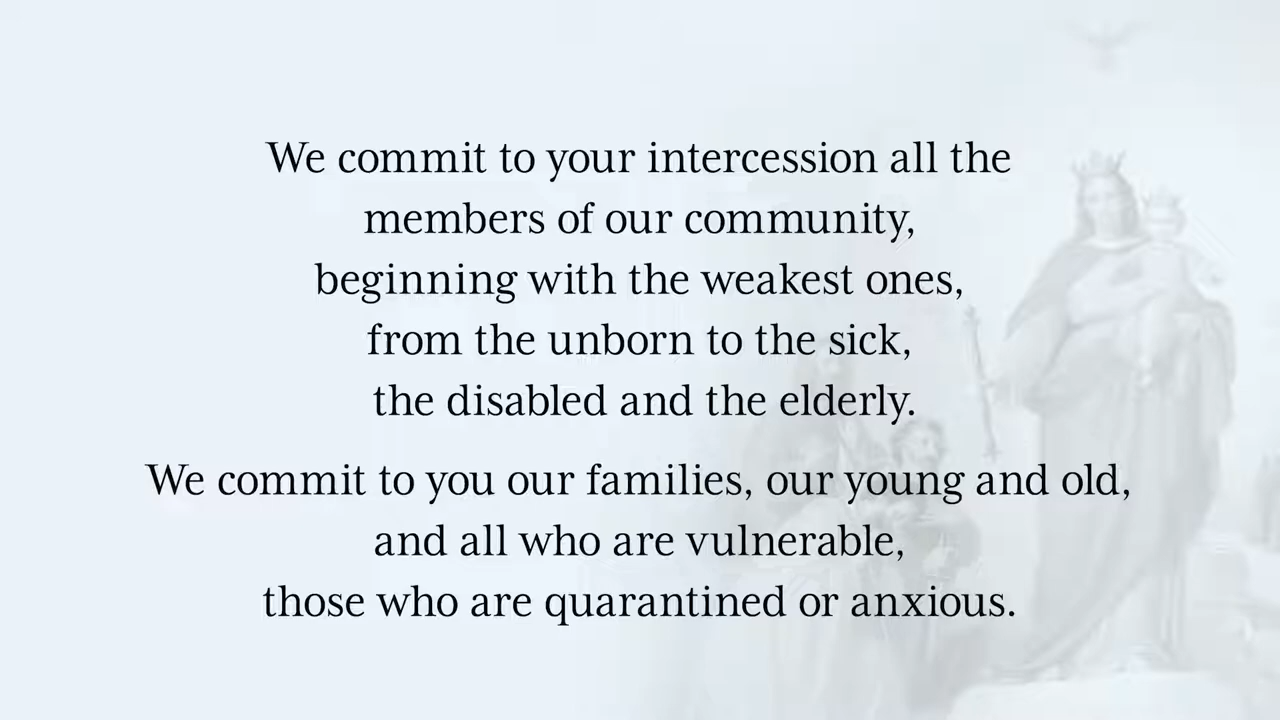 We commit to your intercession all the
members of our community,
beginning with the weakest ones,
from the unborn to the sick,
the disabled and the elderly.
We commit to you our families, our young and old,
and all who are vulnerable,
those who are quarantined or anxious.